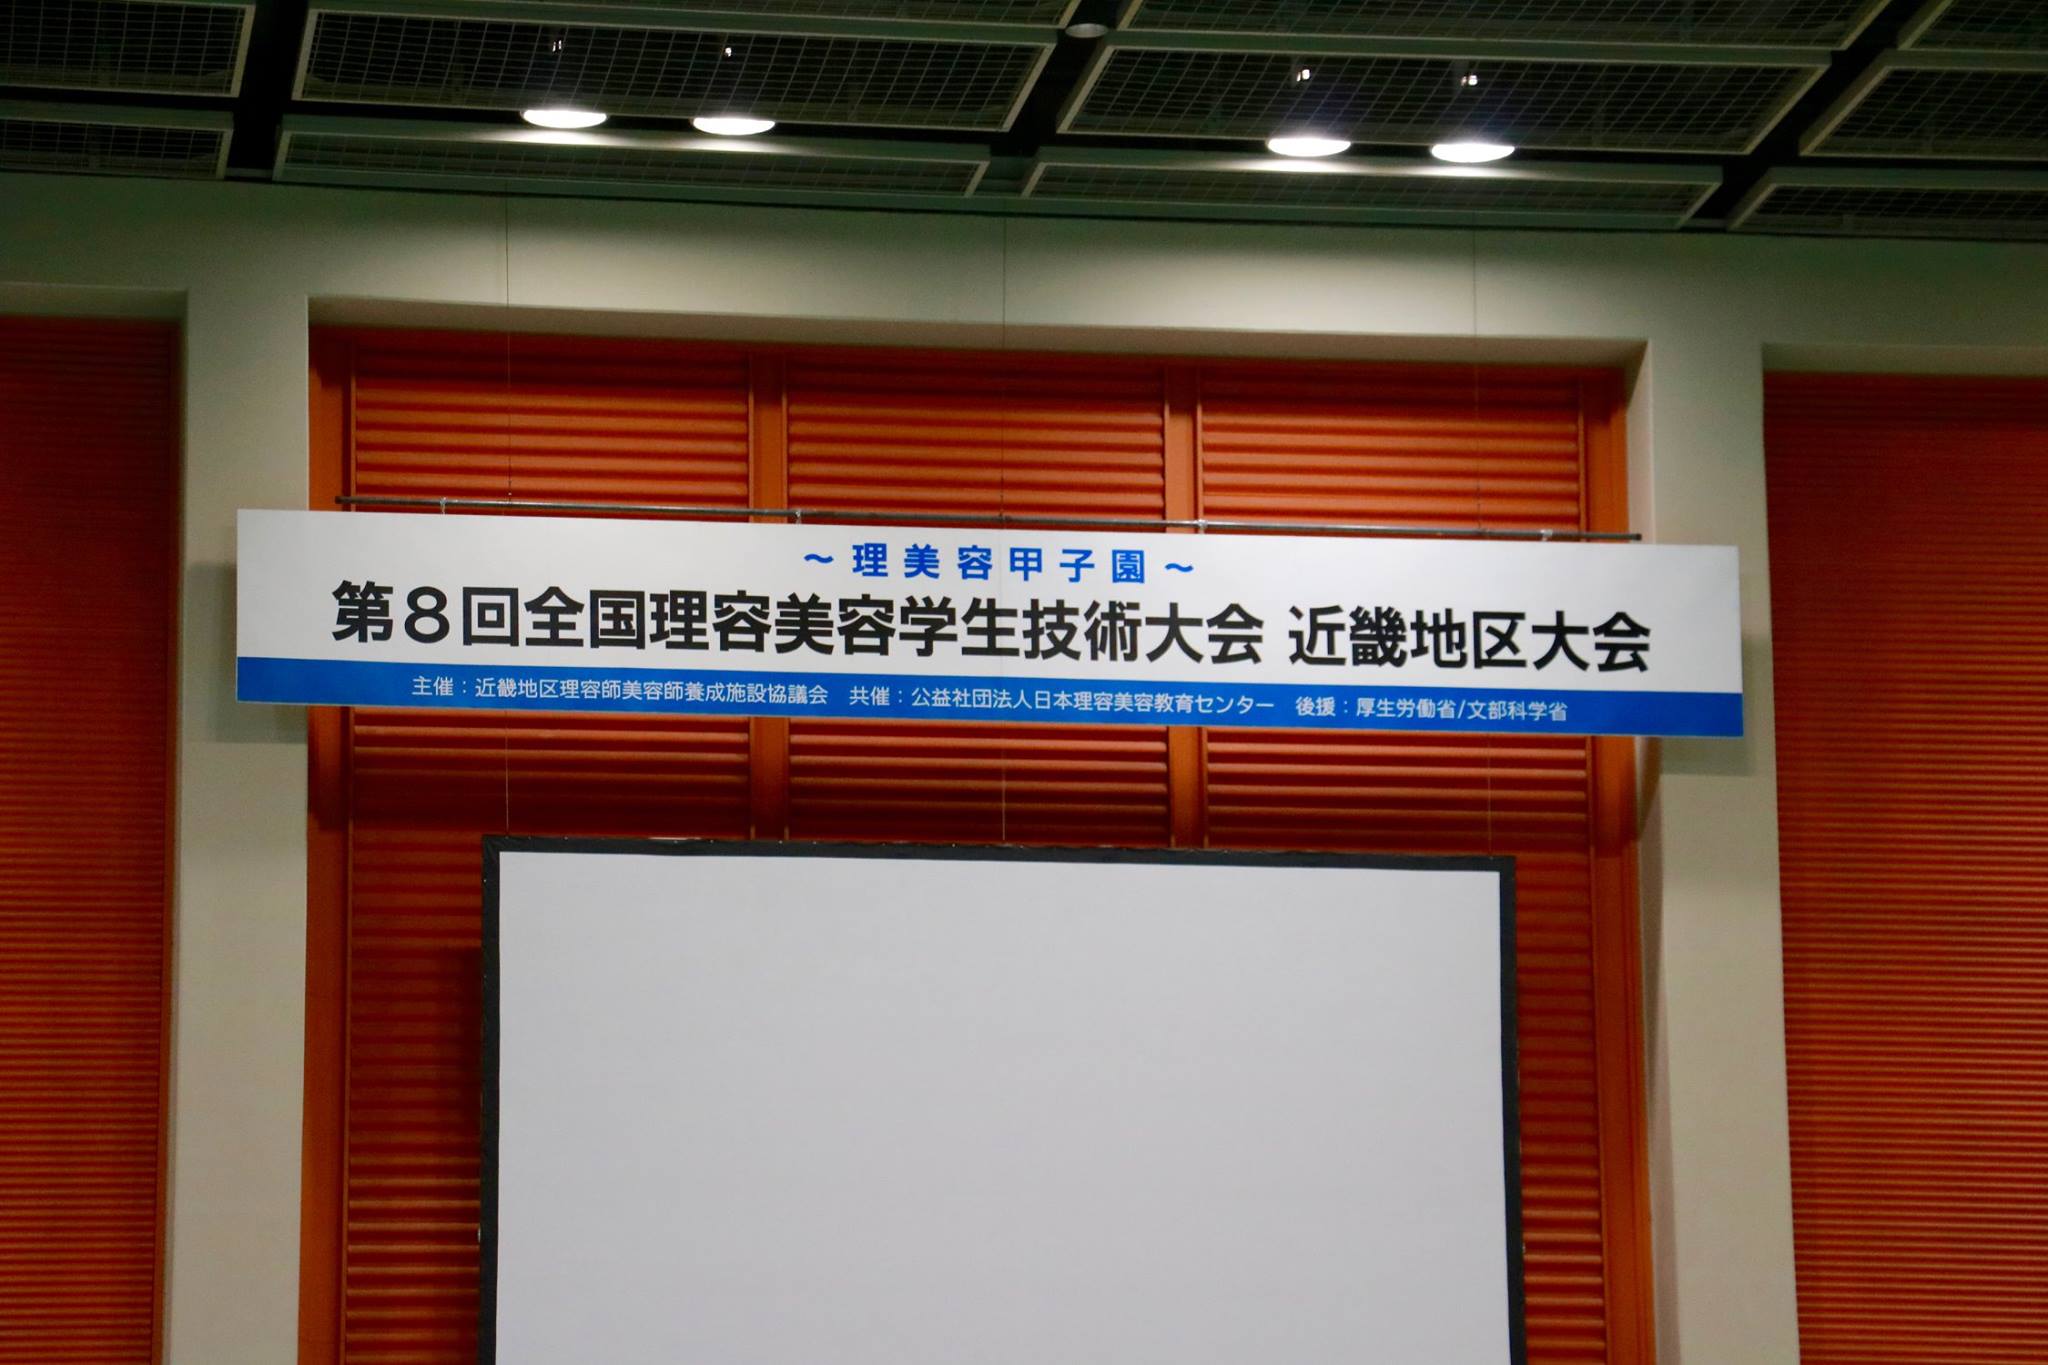 ～理美容甲子園～
第8回全国理容美容学生技術大会 近畿地区大会
主催：近畿地区理容師美容師養成施設協議会　共催：公益社団法人日本理容美容教育センター　後援：厚生労働省/文部科学省